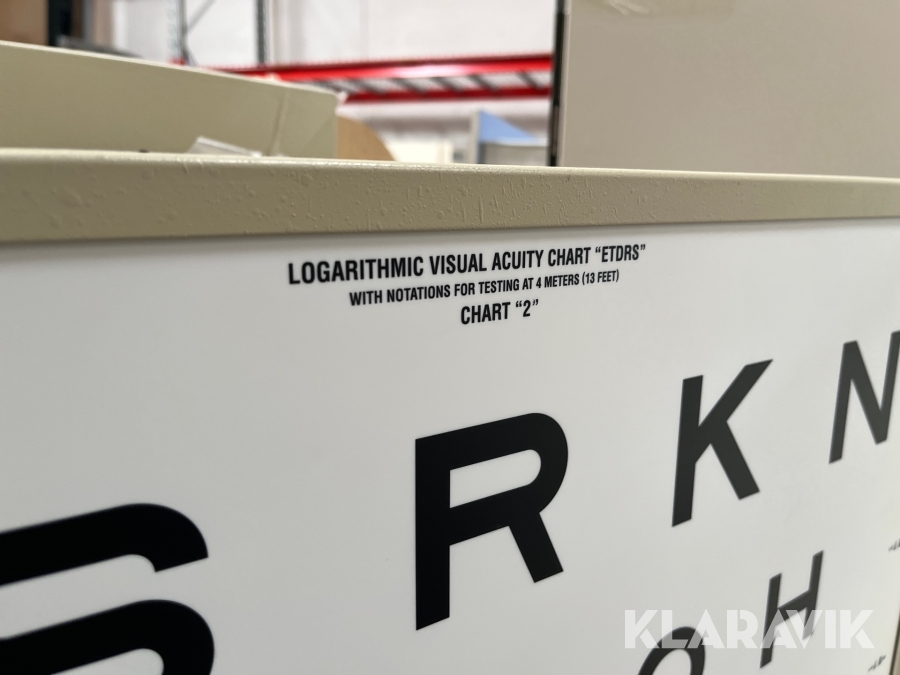 LOGARITHMIC VISUAL ACUITY CHART “ETDRS”
WITH NOTATIONS FOR TESTING AT 4 METERS (13 FEET)
CHART “2”
R K N
O H
KLARAVIK